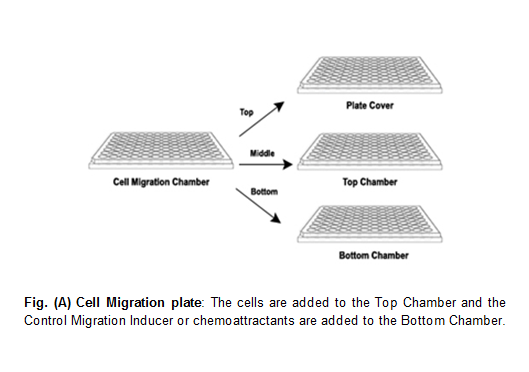 Top
Plate Cover
Middle
Cell Migration Chamber
Top Chamber
Bottom
Bottom Chamber
Fig. (A) Cell Migration plate: The cells are added to the Top Chamber and the
Control Migration Inducer or chemoattractants are added to the Bottom Chamber.